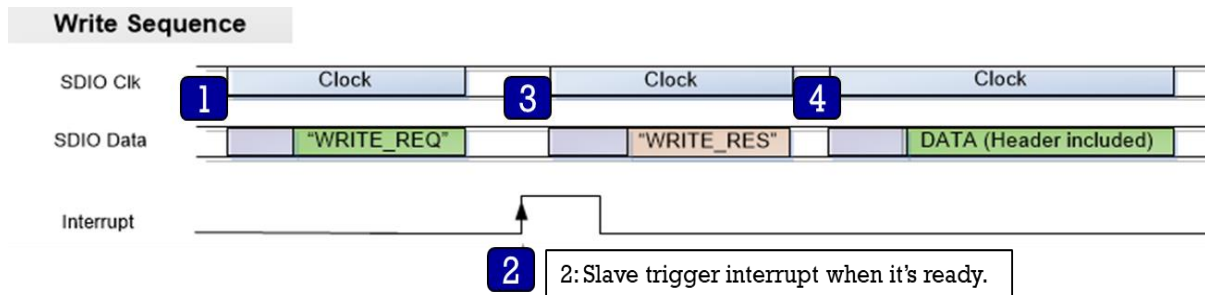 Write Sequence
SDIO Clk
Clock
Clock
Clock
1
3
4
SDIO Data
"WRITE_REQ"
"WRITE_RES"
DATA (Header included)
Interrupt
2
2: Slave trigger interrupt when it's ready.